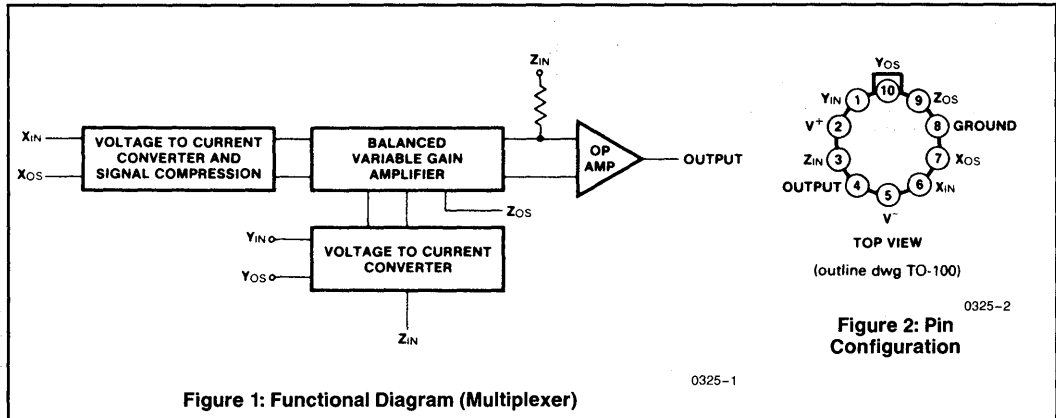 XIN
XOS
VOLTAGE TO CURRENT
CONVERTER AND
SIGNAL COMPRESSION
BALANCED
VARIABLE GAIN
AMPLIFIER
ZIN
OP
AMP
OUTPUT
ZOS
YIN
YOS
VOLTAGE TO CURRENT
CONVERTER
ZIN
0325-1
Figure 1: Functional Diagram (Multiplexer)
YOS
YIN 1 10 9 ZOS
V+ 2 8 GROUND
ZIN 3 7 XOS
OUTPUT 4 5 6 XIN
V-
TOP VIEW
(outline dwg TO-100)
0325-2
Figure 2: Pin
Configuration